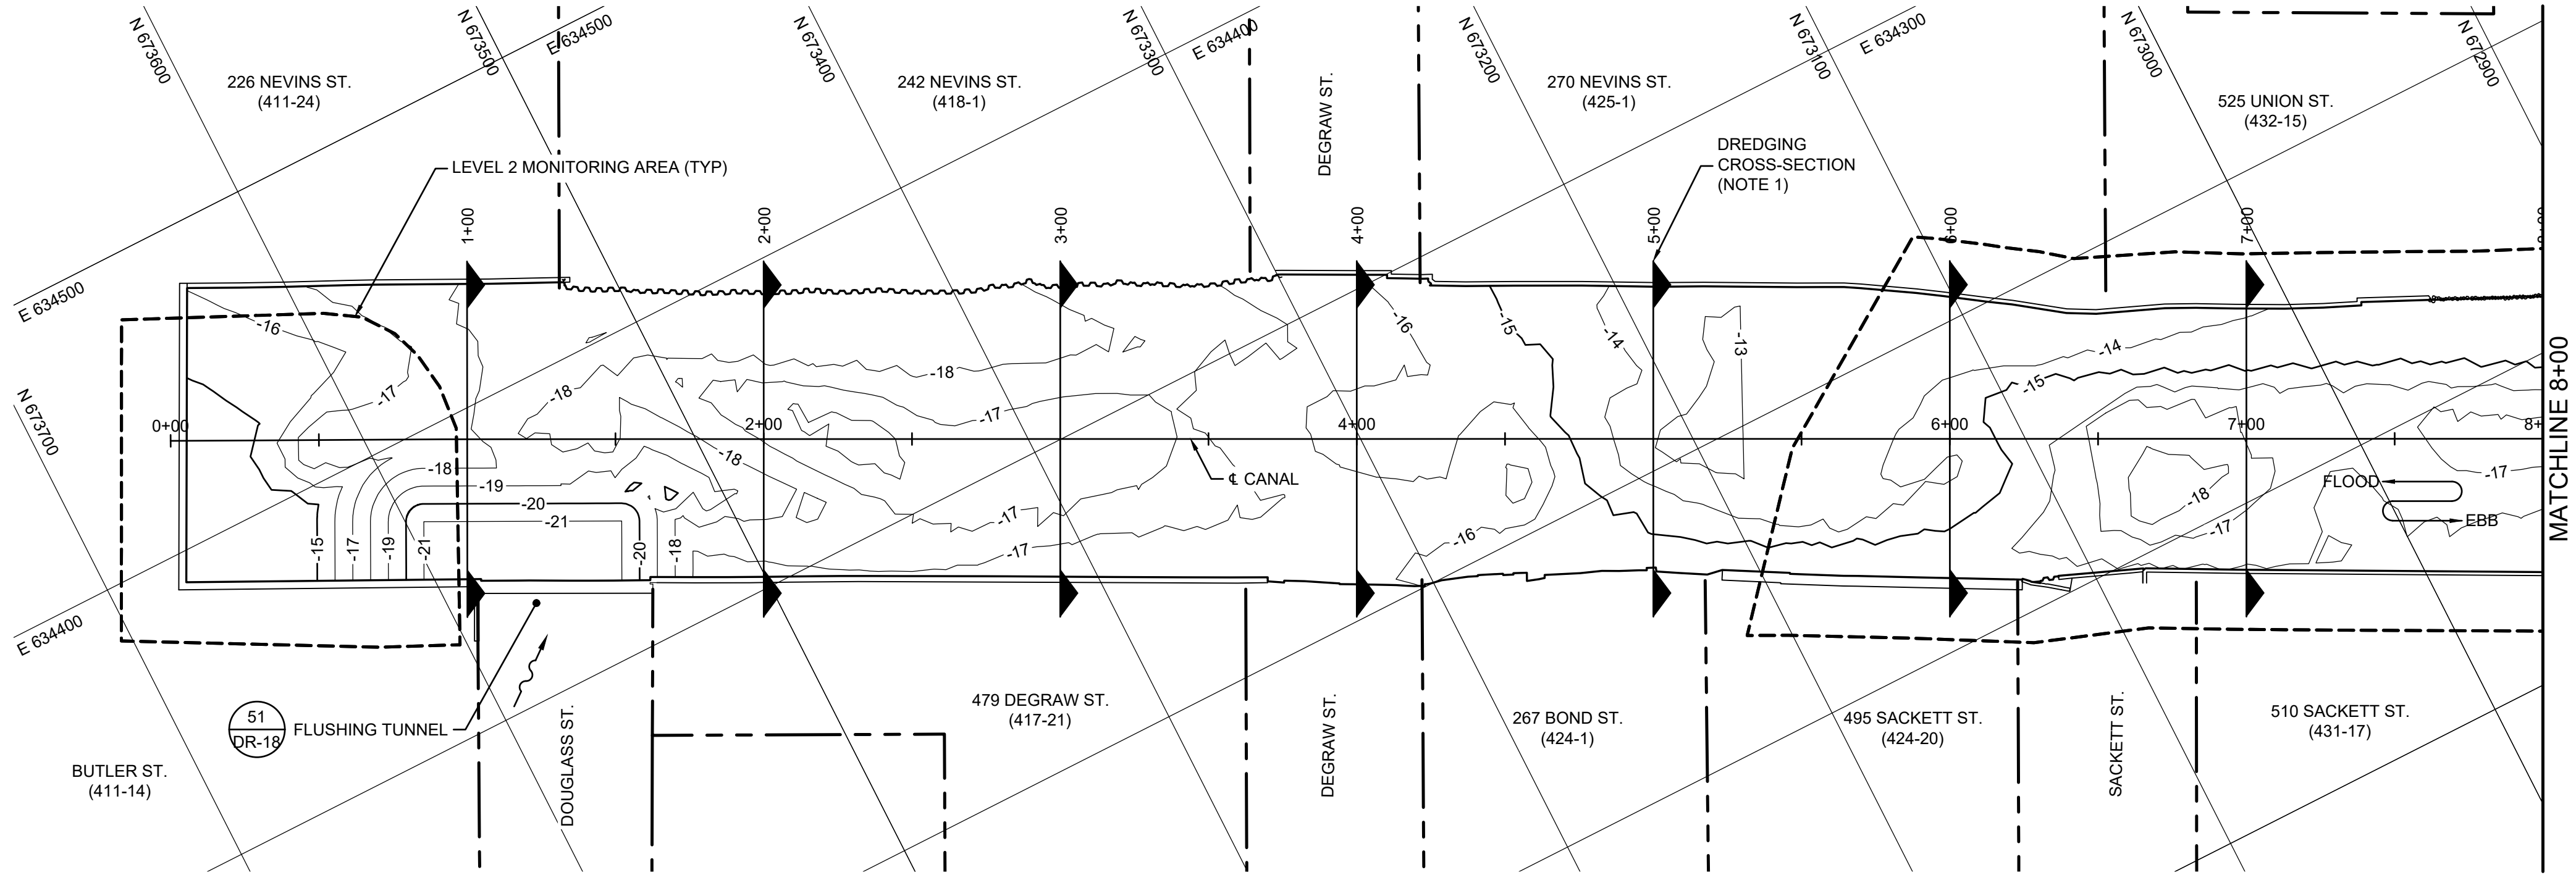 N 673600
N 673500
E 634500
N 673400
N 673300
E 634400
N 673200
N 673100
E 634300
N 673000
N 672900
226 NEVINS ST.
(411-24)
242 NEVINS ST.
(418-1)
DEGRAW ST.
270 NEVINS ST.
(425-1)
525 UNION ST.
(432-15)
LEVEL 2 MONITORING AREA (TYP)
DREDGING
CROSS-SECTION
(NOTE 1)
1+00
2+00
3+00
4+00
5+00
6+00
7+00
E 634500
-16
-17
-18
-18
-17
-16
-15
-14
-13
-14
-15
N 673700
0+00
2+00
4+00
6+00
7+00
8+
MATCHLINE 8+00
-18
-19
-20
-21
-18
-17
-17
-16
-15
-17
-19
-21
-20
-18
℄ CANAL
-18
-17
-17
FLOOD
EBB
E 634400
51
DR-18
FLUSHING TUNNEL
BUTLER ST.
(411-14)
DOUGLASS ST.
479 DEGRAW ST.
(417-21)
DEGRAW ST.
267 BOND ST.
(424-1)
495 SACKETT ST.
(424-20)
SACKETT ST.
510 SACKETT ST.
(431-17)